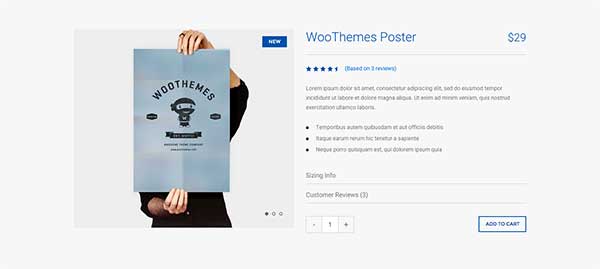 NEW
WooThemes Poster
$29
(Based on 3 reviews)
Lorem ipsum dolor sit amet, consectetur adipiscing elit, sed do eiusmod tempor
incididunt ut labore et dolore magna aliqua. Ut enim ad minim veniam, quis nostrud
exercitation ullamco laboris.
Temporibus autem quibusdam et aut officiis debitis
Itaque earum rerum hic tenetur a sapiente
Neque porro quisquam est, qui dolorem ipsum quia
Sizing Info
Customer Reviews (3)
- 1 +
ADD TO CART
WOOTHEMES
AWESOME THEME COMPANY